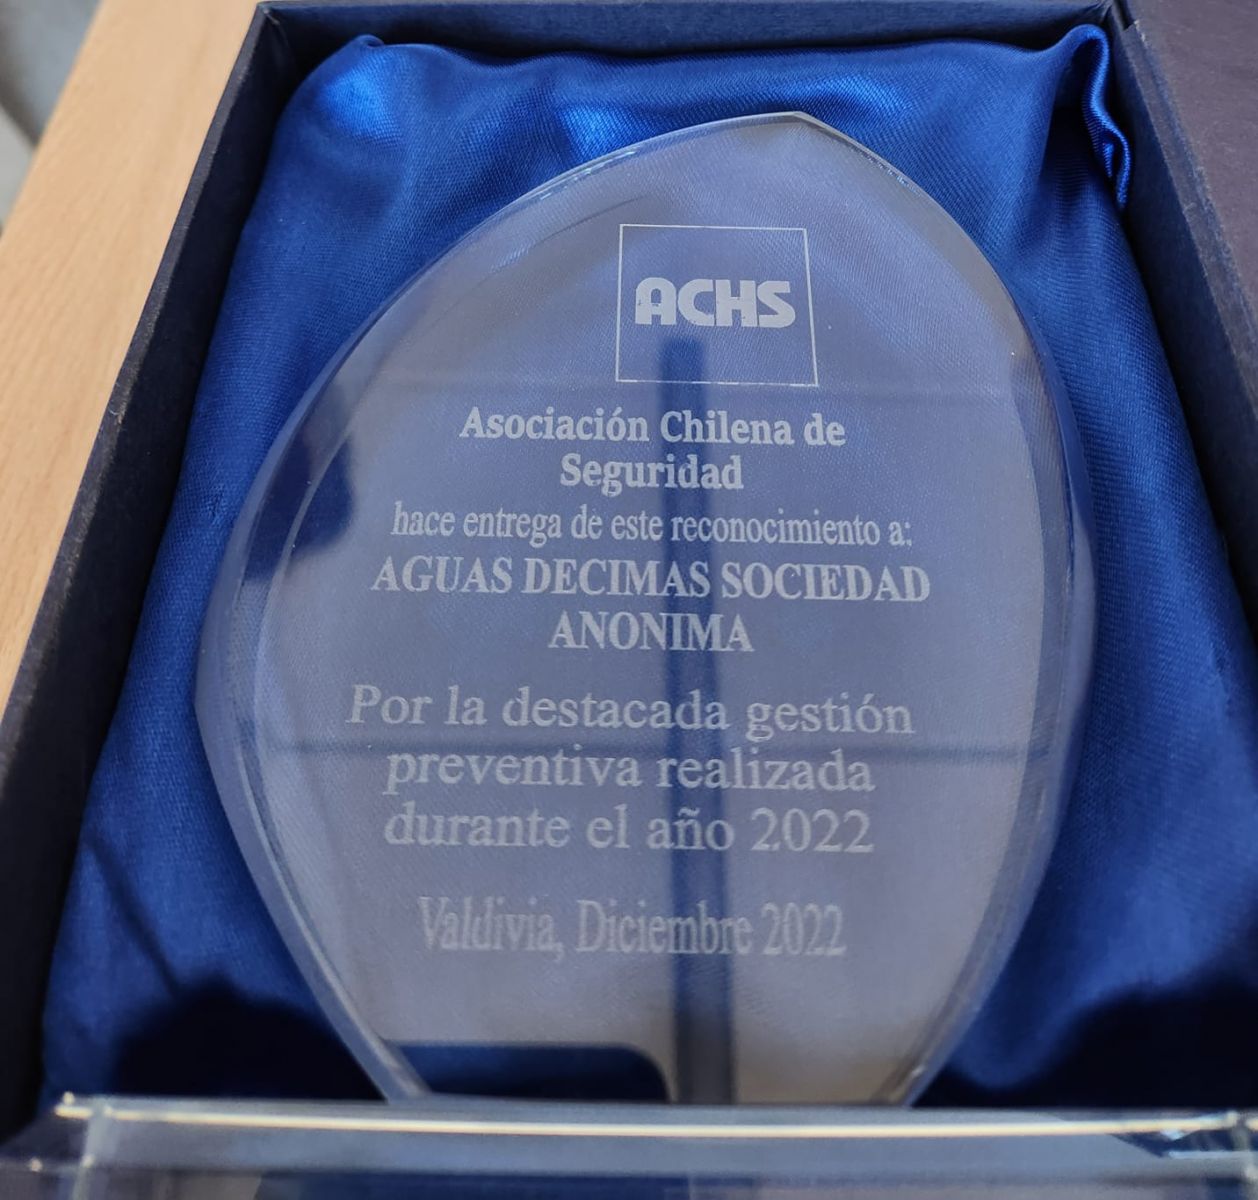 ACHS
Asociación Chilena de
Seguridad
hace entrega de este reconocimiento a:
AGUAS DECIMAS SOCIEDAD
ANONIMA
Por la destacada gestión
preventiva realizada
durante el año 2022
Valdivia, Diciembre 2022